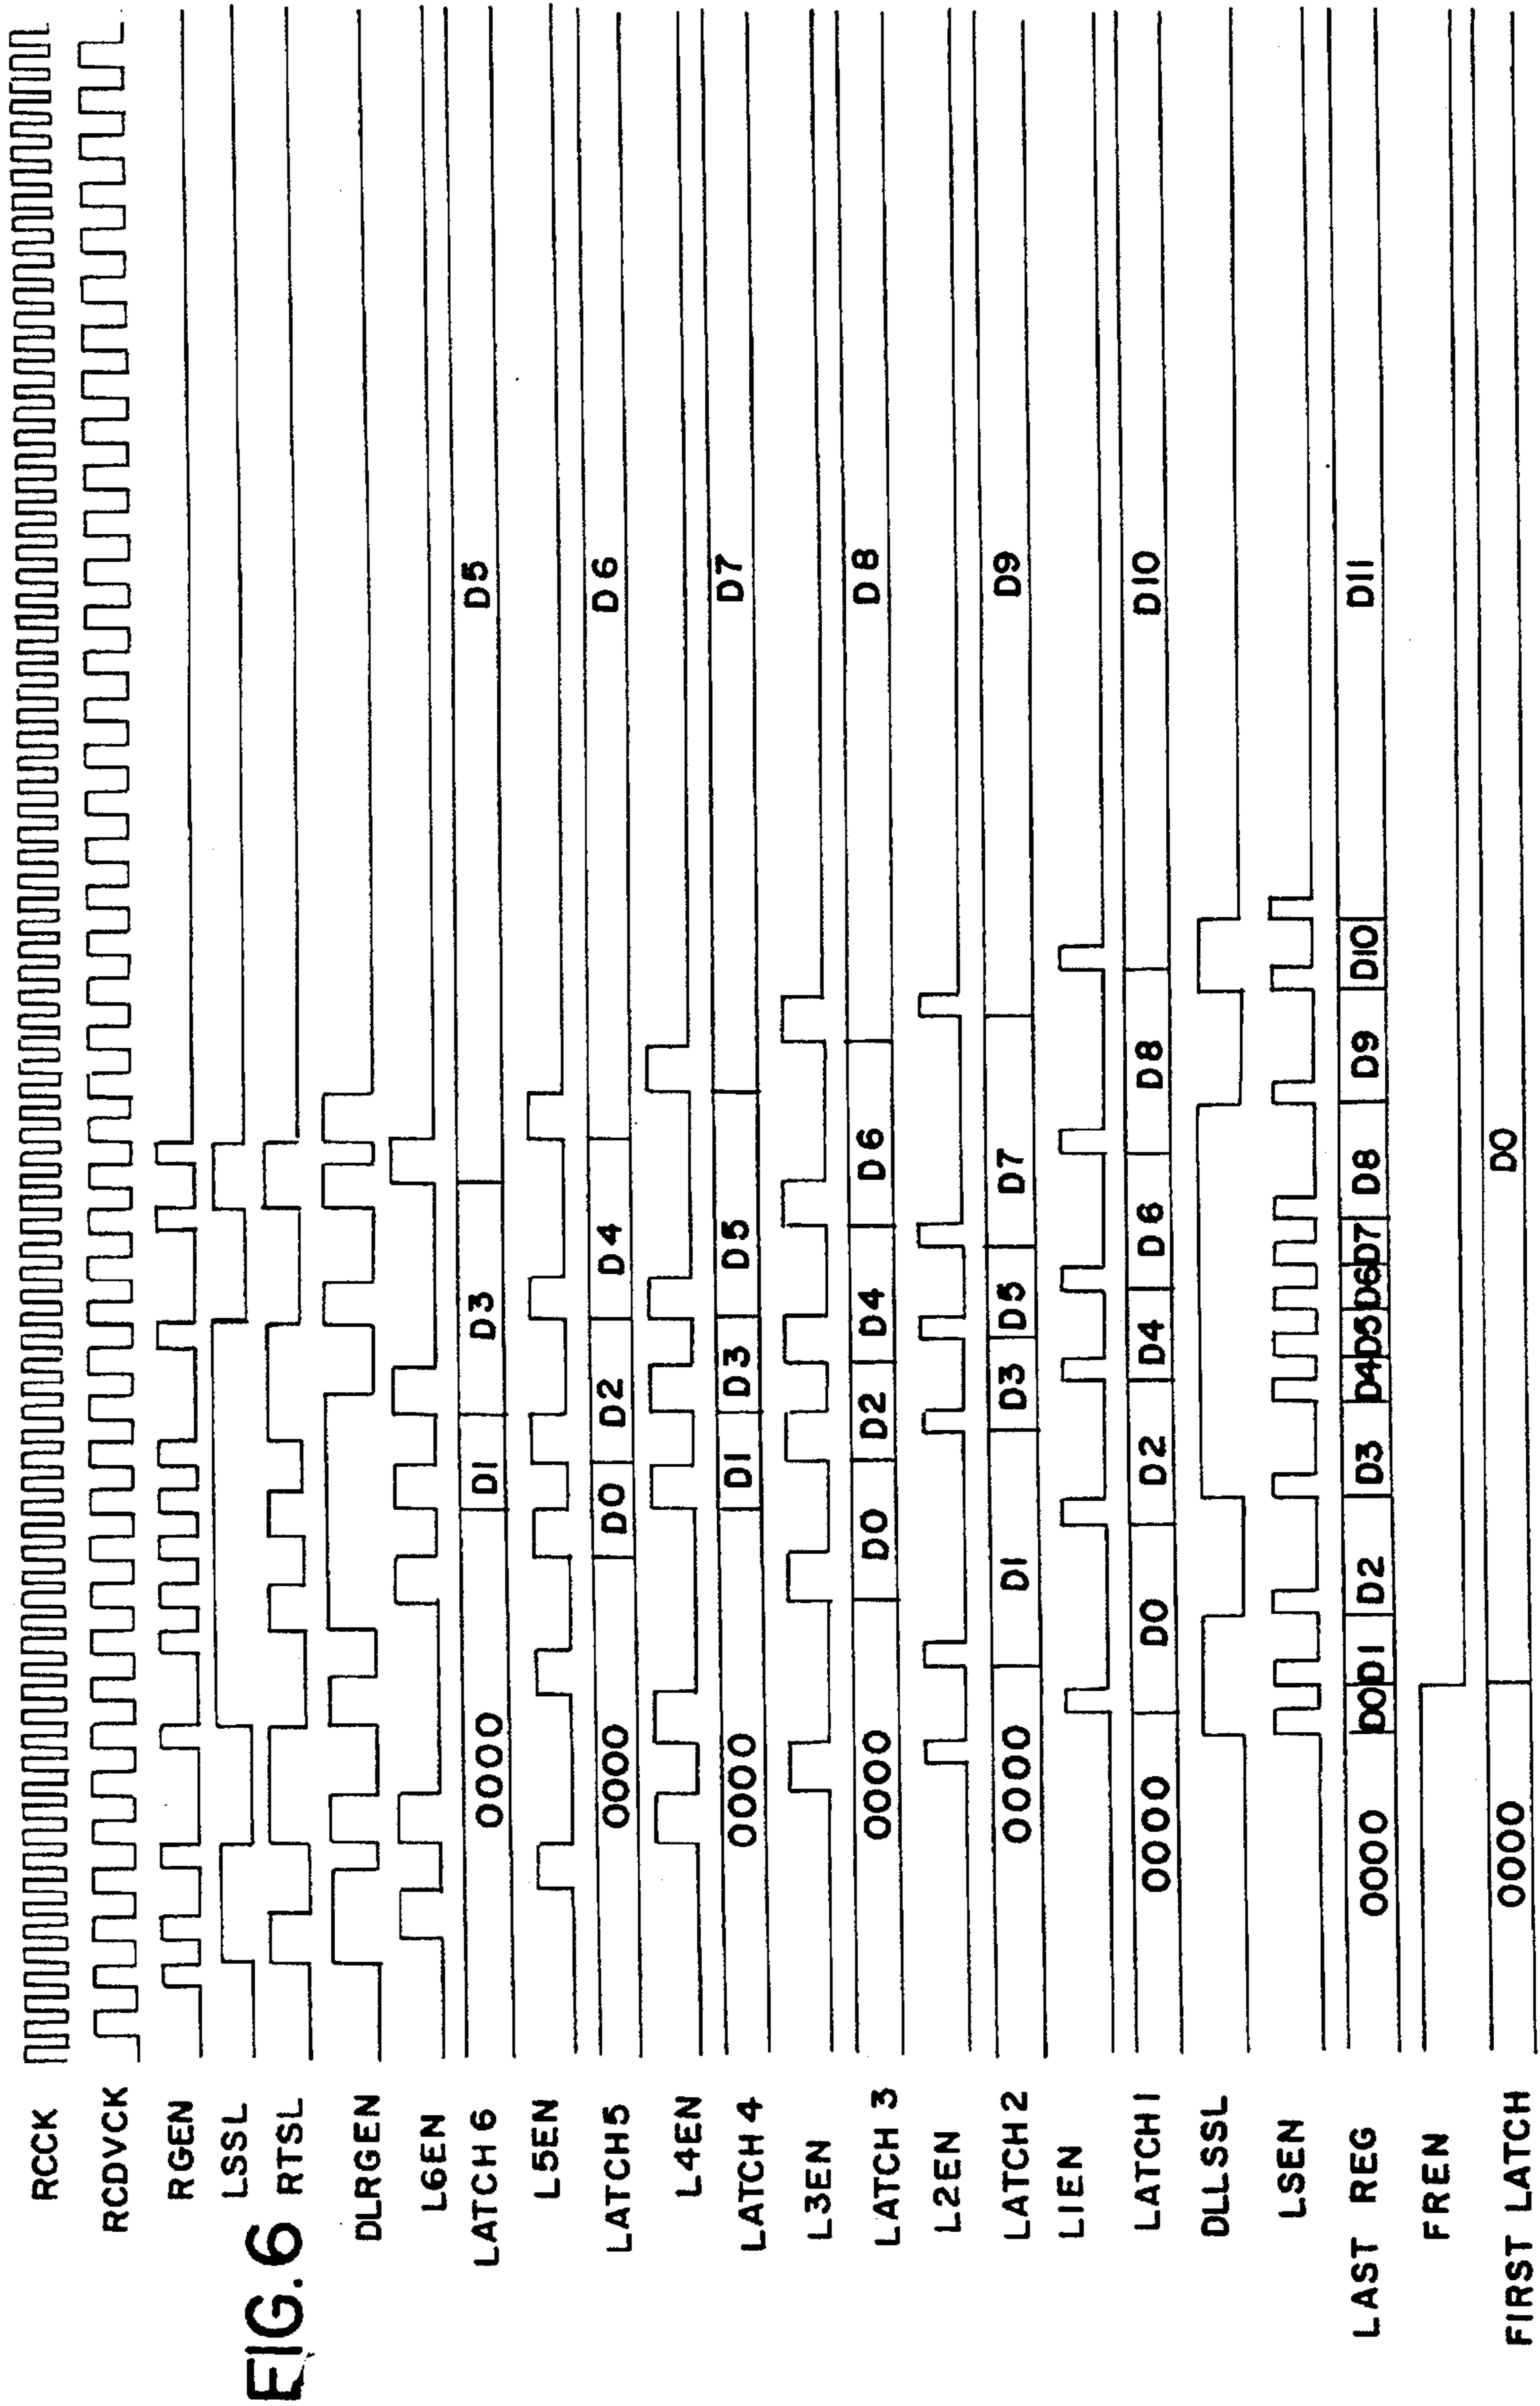 FIG. 6
RCCK
RCDVCK
RGEN
LSSL
RTSL
DLRGEN
L6EN
LATCH 6 0000 D1 D3 D5
L5EN
LATCH5 0000 D0 D2 D4 D6
L4EN
LATCH 4 0000 D1 D3 D5 D7
L3EN
LATCH 3 0000 D0 D2 D4 D6 D8
L2EN
LATCH2 0000 D1 D3 D5 D7 D9
L1EN
LATCH1 0000 D0 D2 D4 D6 D8 D10
DLLSSL
LSEN
LAST REG 0000 D0 D1 D2 D3 D4 D5 D6 D7 D8 D9 D10 D11
FREN
FIRST LATCH 0000 D0